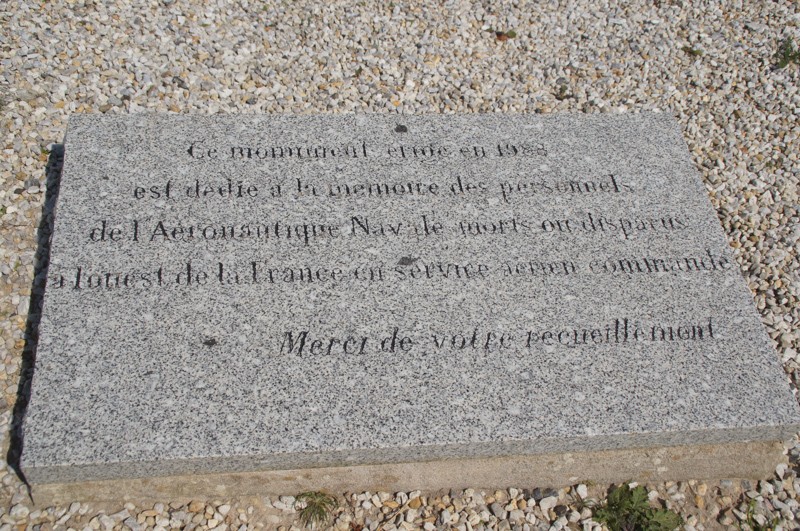 Ce monument érigé en 1988
est dédié à la mémoire des personnels
de l'Aéronautique Navale morts ou disparus
à l'ouest de la France en service aérien commandé
Merci de votre recueillement